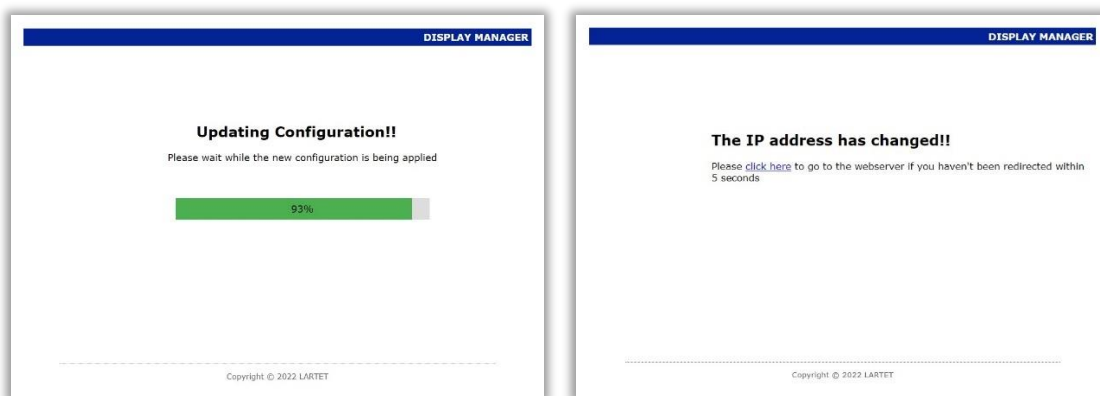 DISPLAY MANAGER
Updating Configuration!!
Please wait while the new configuration is being applied
93%
Copyright © 2022 LARTET
DISPLAY MANAGER
The IP address has changed!!
Please click here to go to the webserver if you haven't been redirected within
5 seconds
Copyright © 2022 LARTET